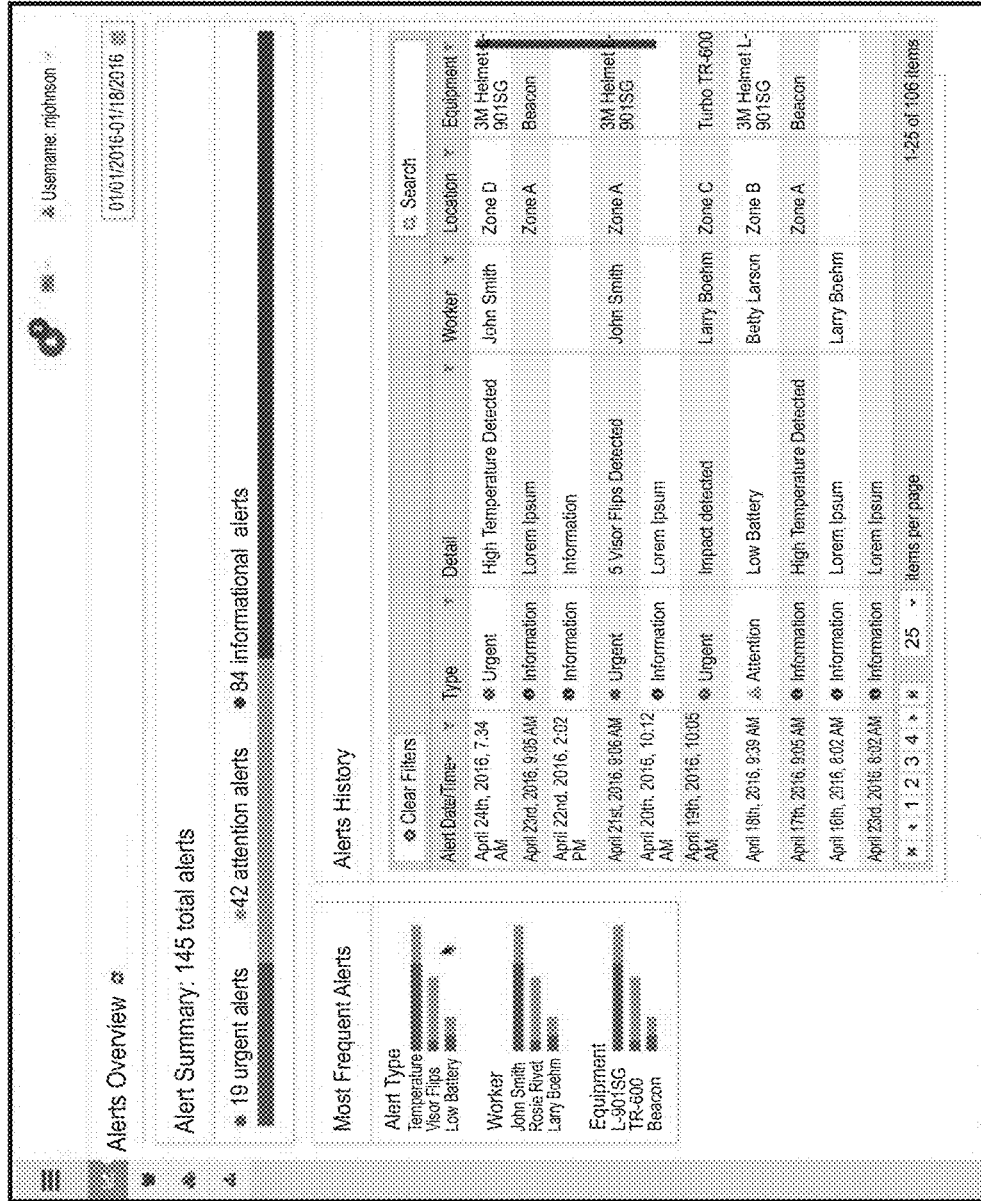 Username: mjohnson
Alerts Overview
01/01/2016-01/18/2016
Alert Summary: 145 total alerts
19 urgent alerts
42 attention alerts
84 informational alerts
Most Frequent Alerts
Alert Type
Temperature
Visor Flips
Low Battery
Worker
John Smith
Rosie Rivet
Larry Boehm
Equipment
L-901SG
TR-600
Beacon
Alerts History
Clear Filters
Search
Alert Date/Time Type Detail Worker Location Equipment
April 24th, 2016, 7:34 AM Urgent High Temperature Detected John Smith Zone D 3M Helmet L-901SG
April 23rd, 2016, 9:35 AM Information Lorem Ipsum Zone A Beacon
April 22nd, 2016, 2:02 PM Information Information
April 21st, 2016, 9:06 AM Urgent 5 Visor Flips Detected John Smith Zone A 3M Helmet L-901SG
April 20th, 2016, 10:12 AM Information Lorem Ipsum
April 19th, 2016, 10:05 AM Urgent Impact detected Larry Boehm Zone C Turbo TR-600
April 18th, 2016, 9:39 AM Attention Low Battery Betty Larson Zone B 3M Helmet L-901SG
April 17th, 2016, 9:05 AM Information High Temperature Detected Zone A Beacon
April 16th, 2016, 8:02 AM Information Lorem Ipsum Larry Boehm
April 23rd, 2016, 8:02 AM Information Lorem Ipsum
1 2 3 4 25 items per page 1-25 of 106 items